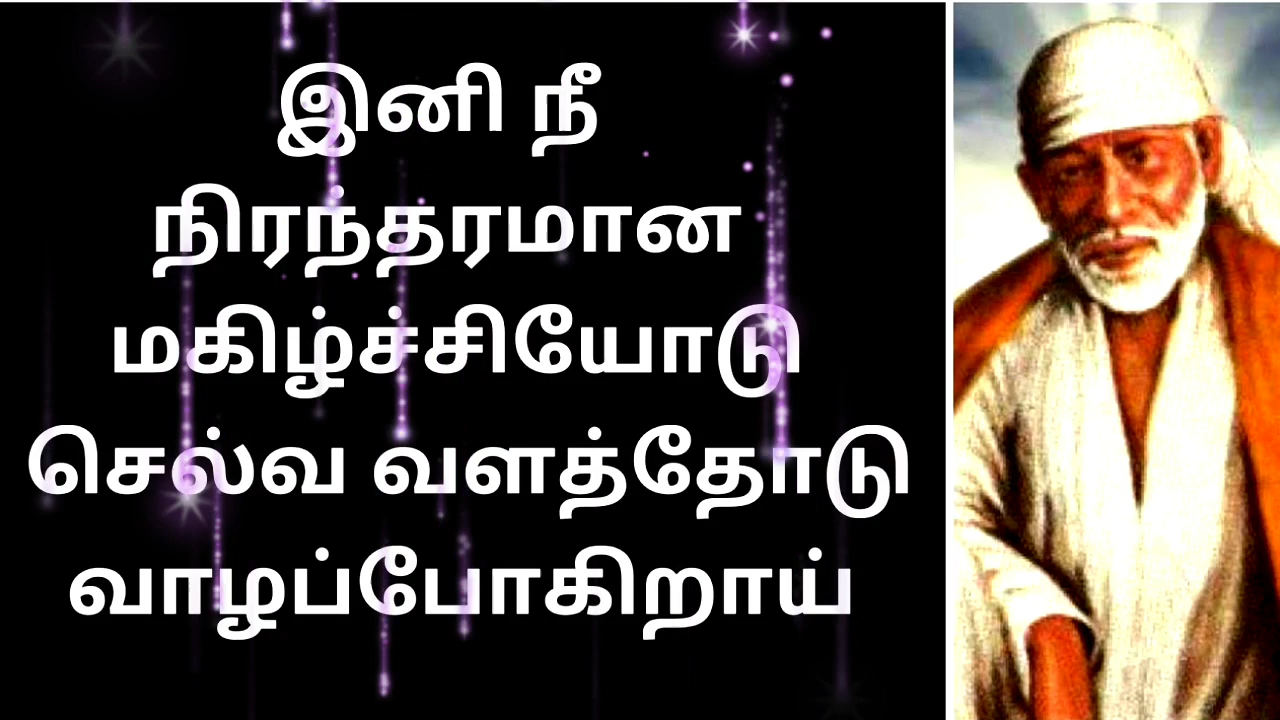 இனி நீ
நிரந்தரமான
மகிழ்ச்சியோடு
செல்வ வளத்தோடு
வாழப்போகிறாய்